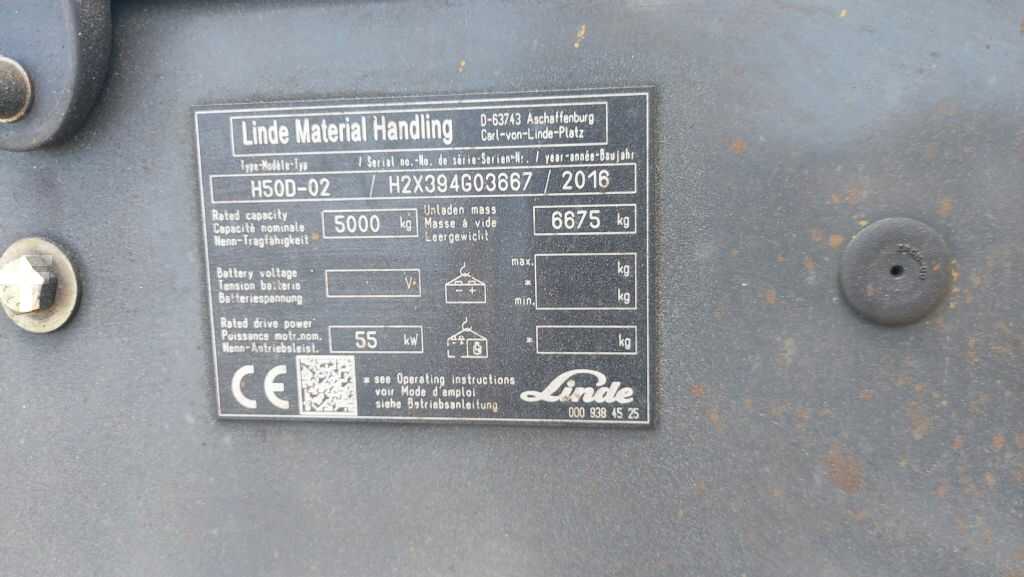 Linde Material Handling
D-63743 Aschaffenburg
Carl-von-Linde-Platz
Type-Modèle-Typ / Serial no.-No. de série-Serien-Nr. / year-année-Baujahr
H50D-02 / H2X394G03667 / 2016
Rated capacity
Capacité nominale
Nenn-Tragfähigkeit
5000 kg
Unladen mass
Masse à vide
Leergewicht
6675 kg
Battery voltage
Tension batterie
Batteriespannung
V
max.
*
min.
kg
kg
Rated drive power
Puissance motr.nom.
Nenn-Antriebsleist.
55 kW
* kg
CE
* see Operating instructions
voir Mode d'emploi
siehe Betriebsanleitung
Linde
000 938 45 25